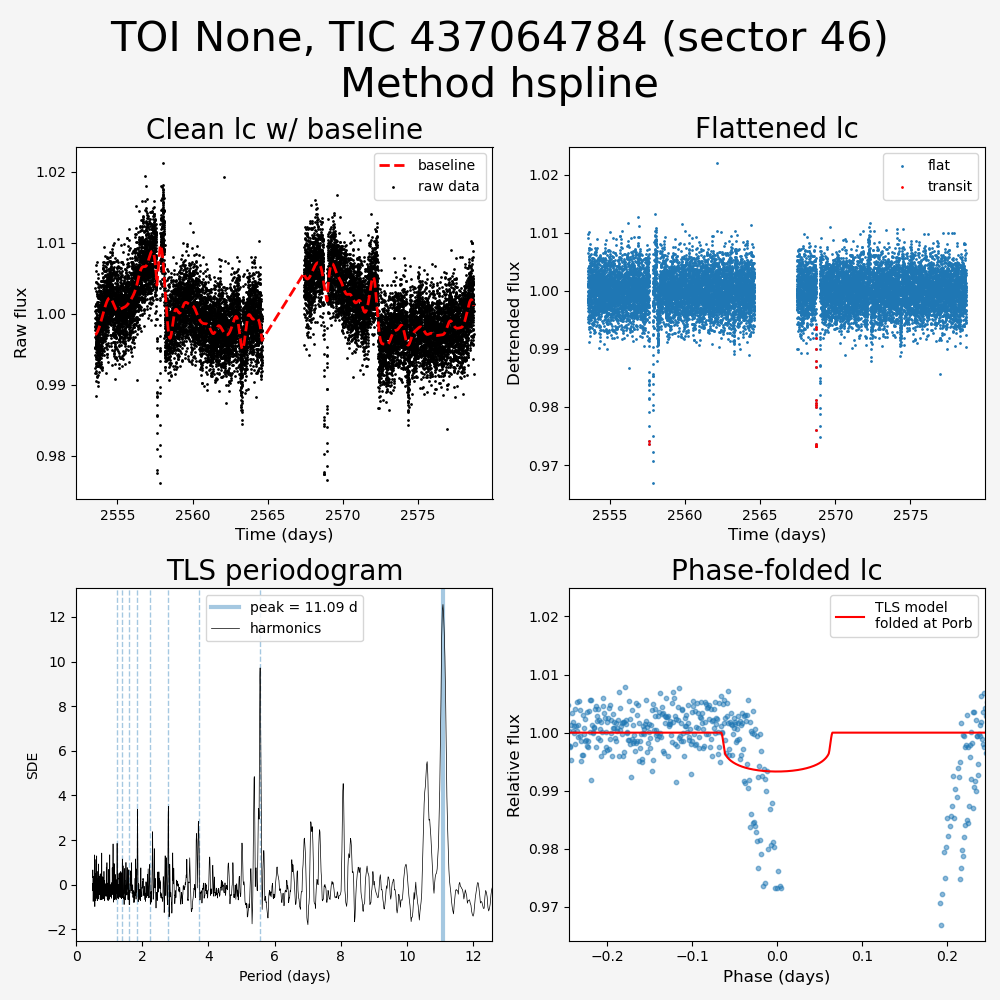 TOI None, TIC 437064784 (sector 46)
Method hspline
Clean lc w/ baseline
Flattened lc
baseline
raw data
flat
transit
1.02
1.01
1.00
0.99
0.98
Raw flux
1.02
1.01
1.00
0.99
0.98
0.97
Detrended flux
2555
2560
2565
2570
2575
Time (days)
2555
2560
2565
2570
2575
Time (days)
TLS periodogram
Phase-folded lc
peak = 11.09 d
harmonics
TLS model
folded at Porb
12
10
8
6
4
2
0
−2
SDE
1.02
1.01
1.00
0.99
0.98
0.97
Relative flux
0
2
4
6
8
10
12
Period (days)
−0.2
−0.1
0.0
0.1
0.2
Phase (days)